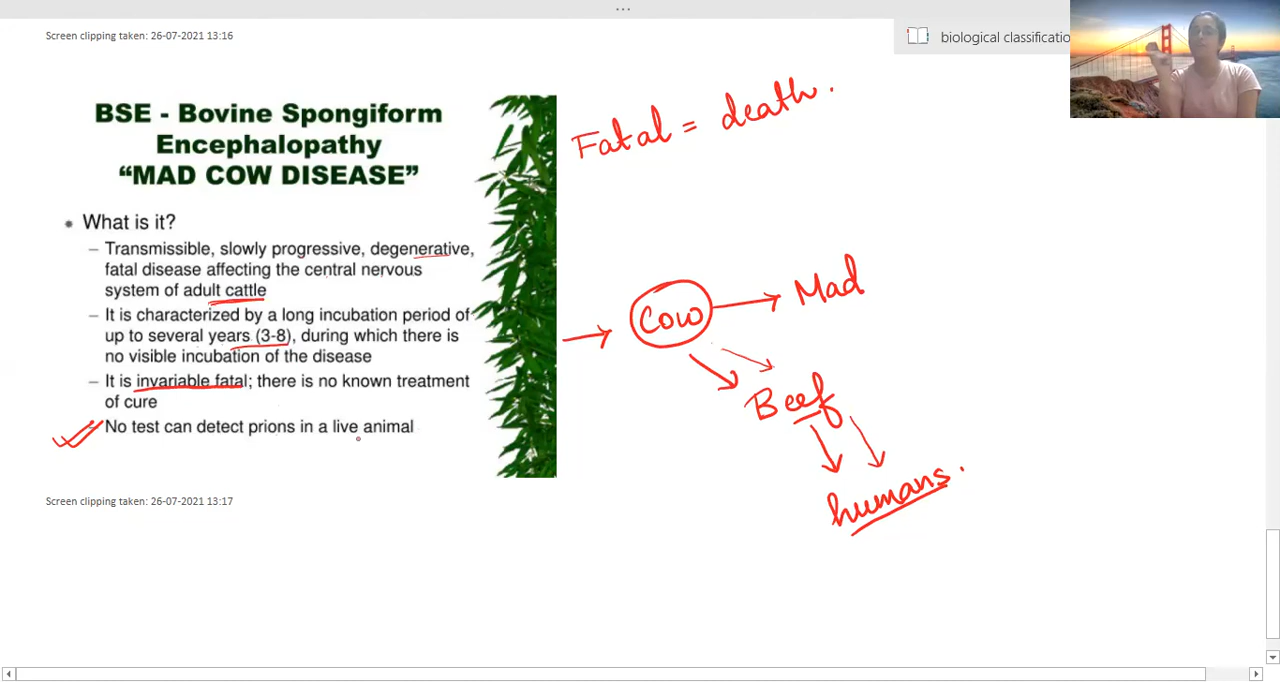 Screen clipping taken: 26-07-2021 13:16
biological classificatio
BSE - Bovine Spongiform
Encephalopathy
“MAD COW DISEASE”
What is it?
– Transmissible, slowly progressive, degenerative,
fatal disease affecting the central nervous
system of adult cattle
– It is characterized by a long incubation period of
up to several years (3-8), during which there is
no visible incubation of the disease
– It is invariable fatal; there is no known treatment
of cure
– No test can detect prions in a live animal
Fatal = death.
Cow
Mad
Beef
humans.
Screen clipping taken: 26-07-2021 13:17